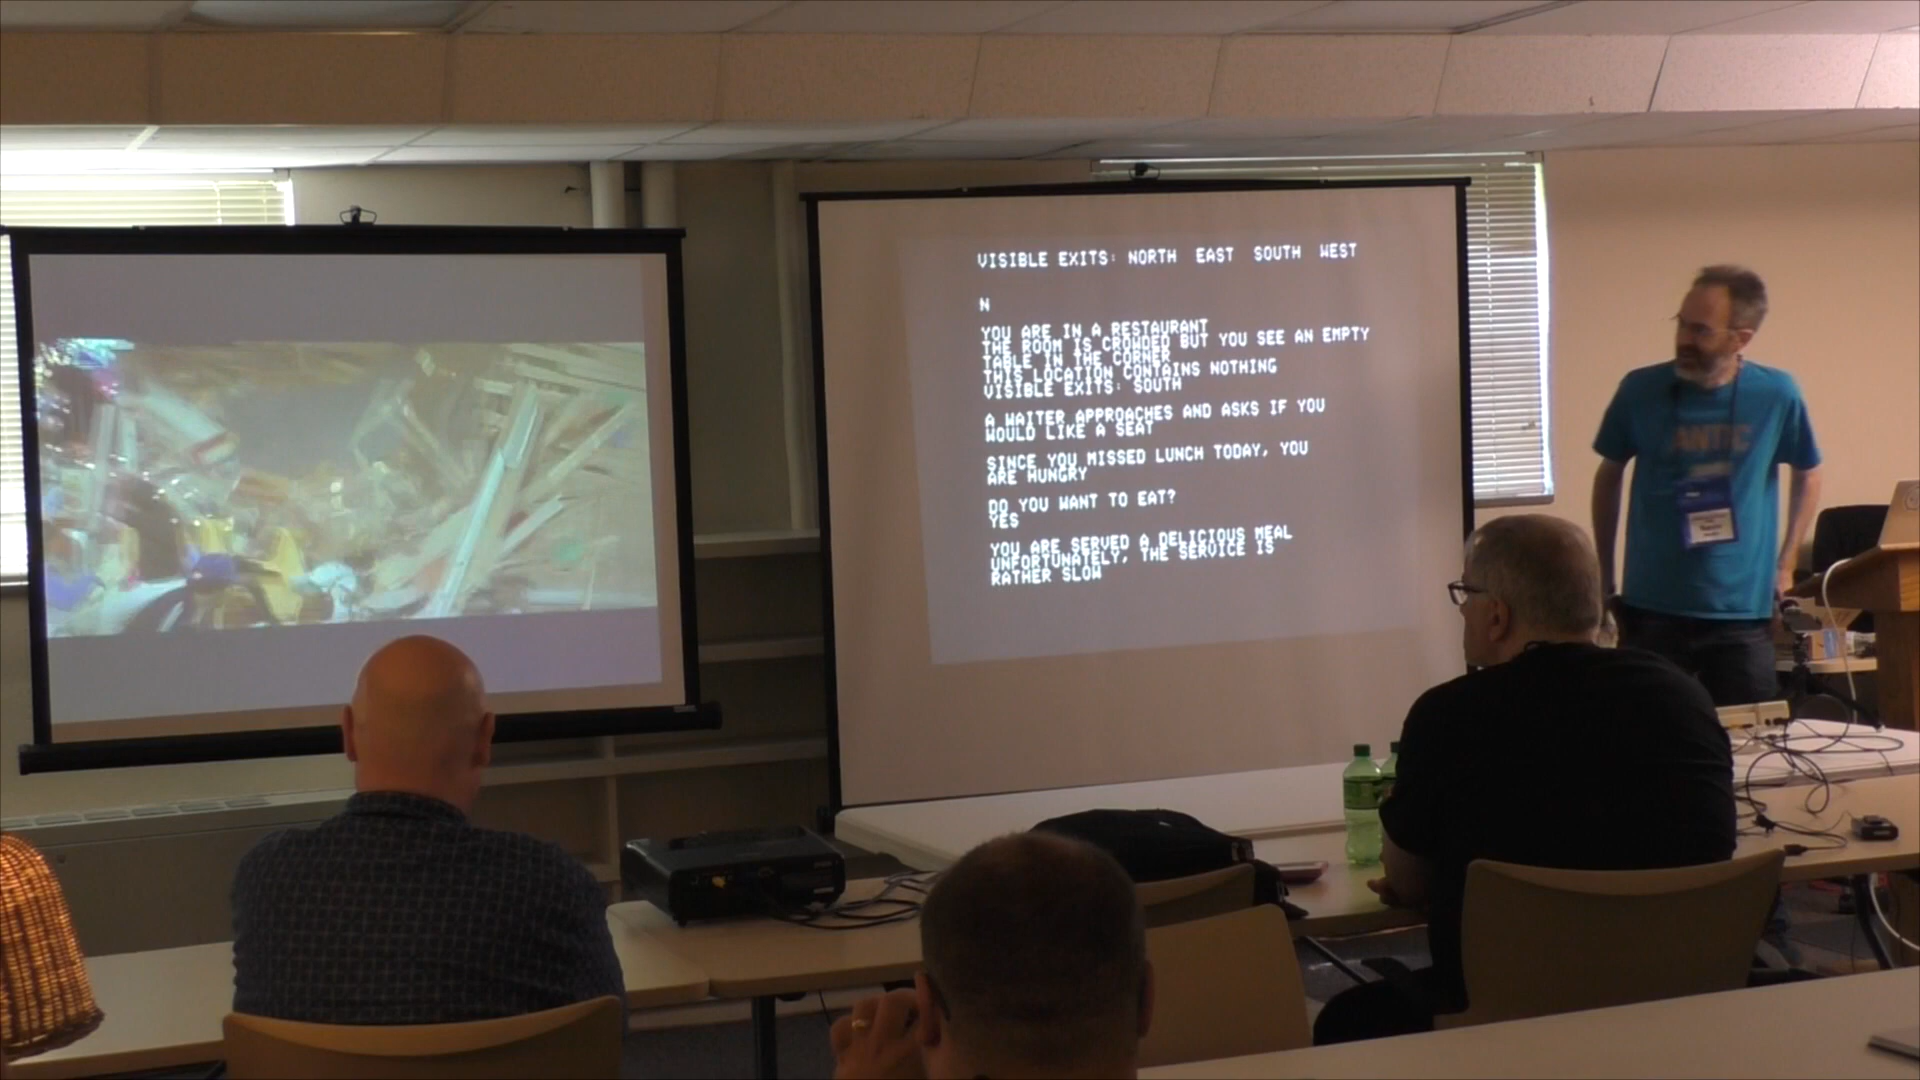 VISIBLE EXITS: NORTH EAST SOUTH WEST
N
YOU ARE IN A RESTAURANT
THE ROOM IS CROWDED BUT YOU SEE AN EMPTY
TABLE IN THE CORNER
THIS LOCATION CONTAINS NOTHING
VISIBLE EXITS: SOUTH
A WAITER APPROACHES AND ASKS IF YOU
WOULD LIKE A SEAT
SINCE YOU MISSED LUNCH TODAY, YOU
ARE HUNGRY
DO YOU WANT TO EAT?
YES
YOU ARE SERVED A DELICIOUS MEAL
UNFORTUNATELY, THE SERVICE IS
RATHER SLOW
ANTIC